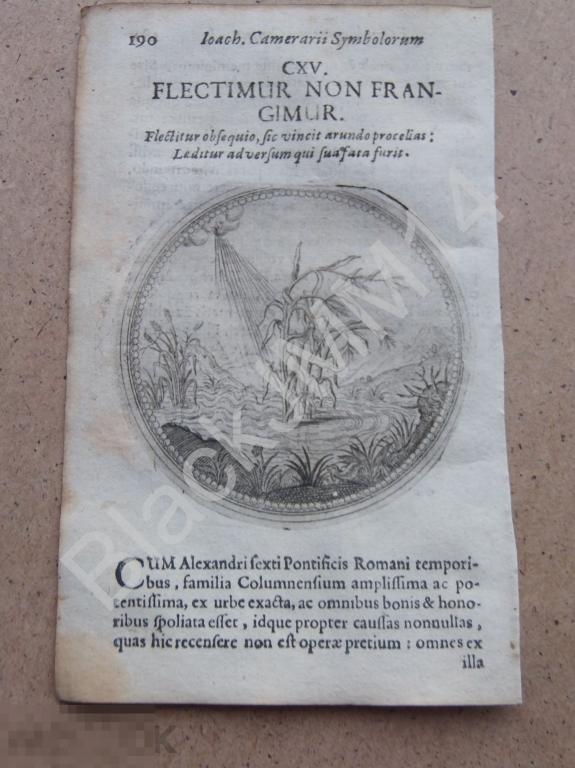 190 Ioach. Camerarii Symbolorum
CXV.
FLECTIMUR NON FRAN-
GIMUR.
Flectitur obſequio, ſic vincit arundo procellas:
Læditur adverſum qui ſua fata furit.
CUM Alexandri ſexti Pontificis Romani tempori-
bus, familia Columnenſium ampliſſima ac po-
tentiſſima, ex urbe exacta, ac omnibus bonis & hono-
ribus ſpoliata eſſet, idque propter cauſſas nonnullas,
quas hic recenſere non eſt operæ pretium: omnes ex
illa